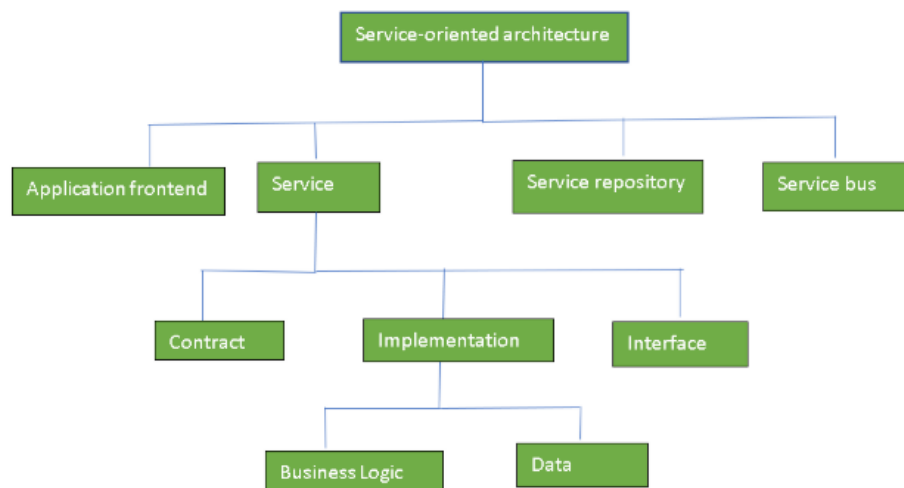 Service-oriented architecture
Application frontend
Service
Service repository
Service bus
Contract
Implementation
Interface
Business Logic
Data